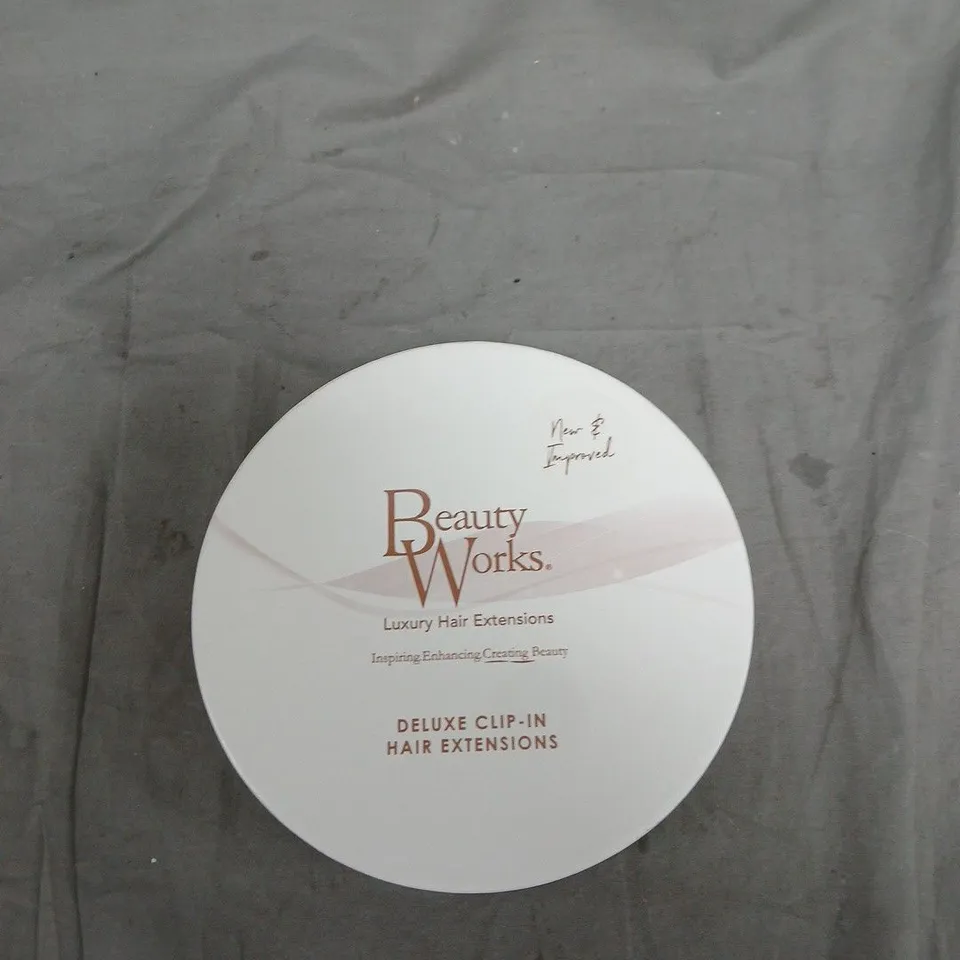 New &
Improved
Beauty
Works®
Luxury Hair Extensions
Inspiring.Enhancing.Creating Beauty
DELUXE CLIP-IN
HAIR EXTENSIONS